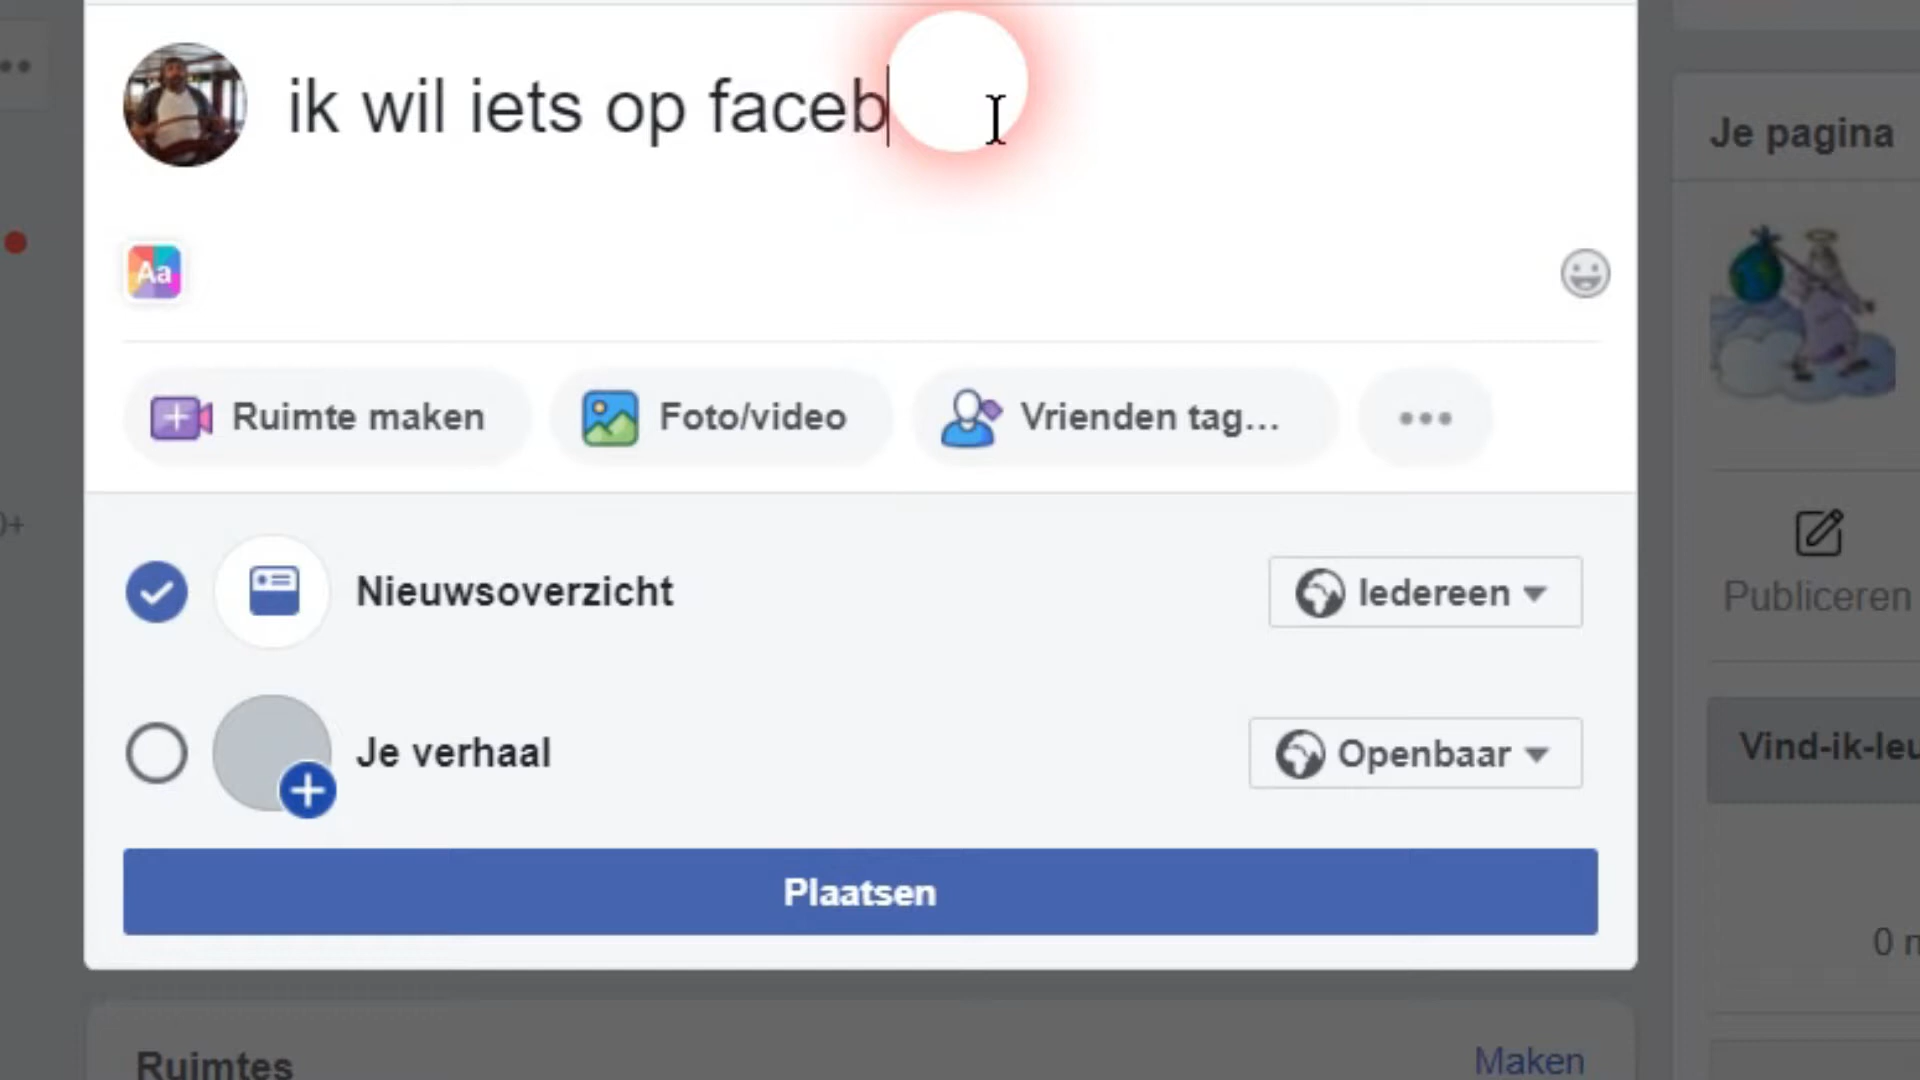 ik wil iets op faceb
Je pagina
Aa
Ruimte maken
Foto/video
Vrienden tag...
Nieuwsoverzicht
Iedereen
Publiceren
Je verhaal
Openbaar
Vind-ik-leu
Plaatsen
0
Ruimtes
Maken